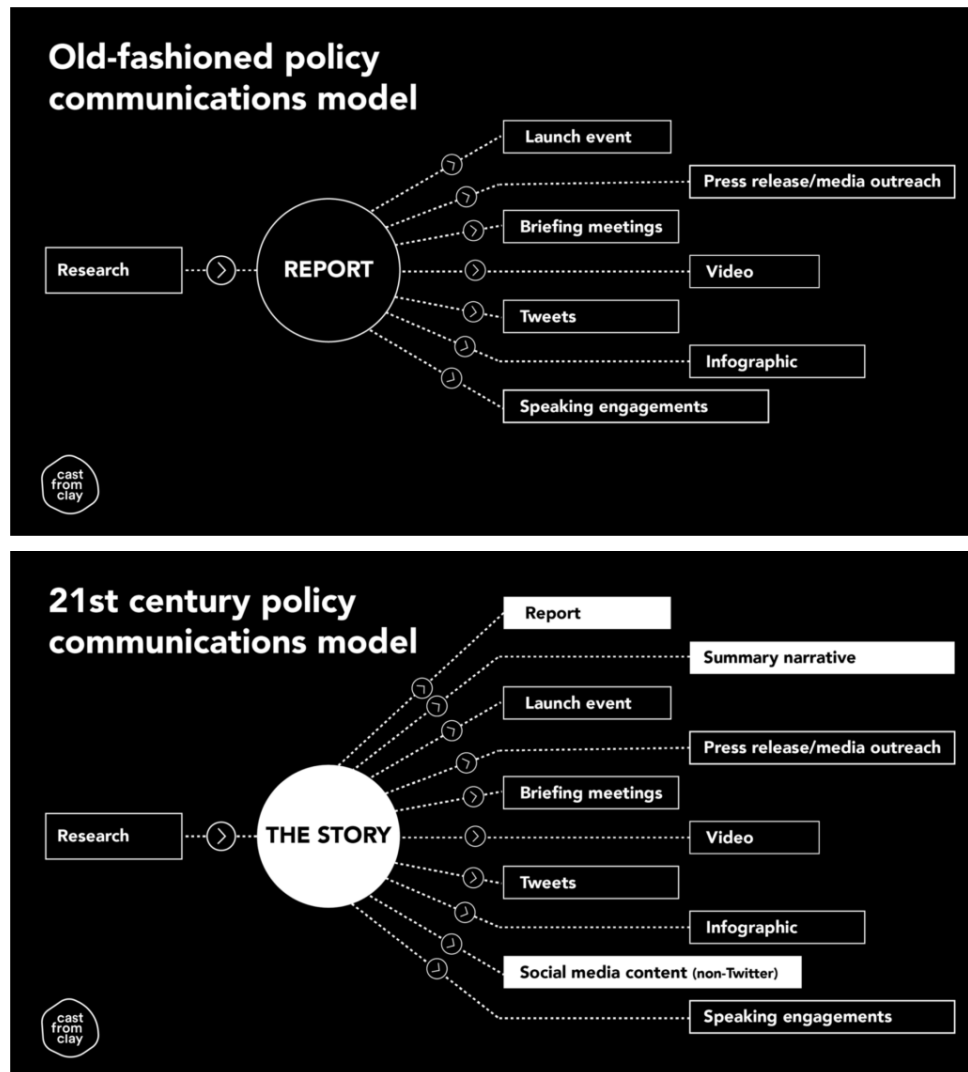 Old-fashioned policy
communications model
Launch event
Press release/media outreach
Briefing meetings
Research
REPORT
Video
Tweets
Infographic
Speaking engagements
cast
from
clay
21st century policy
communications model
Report
Summary narrative
Launch event
Press release/media outreach
Briefing meetings
Research
THE STORY
Video
Tweets
Infographic
Social media content (non-Twitter)
Speaking engagements
cast
from
clay